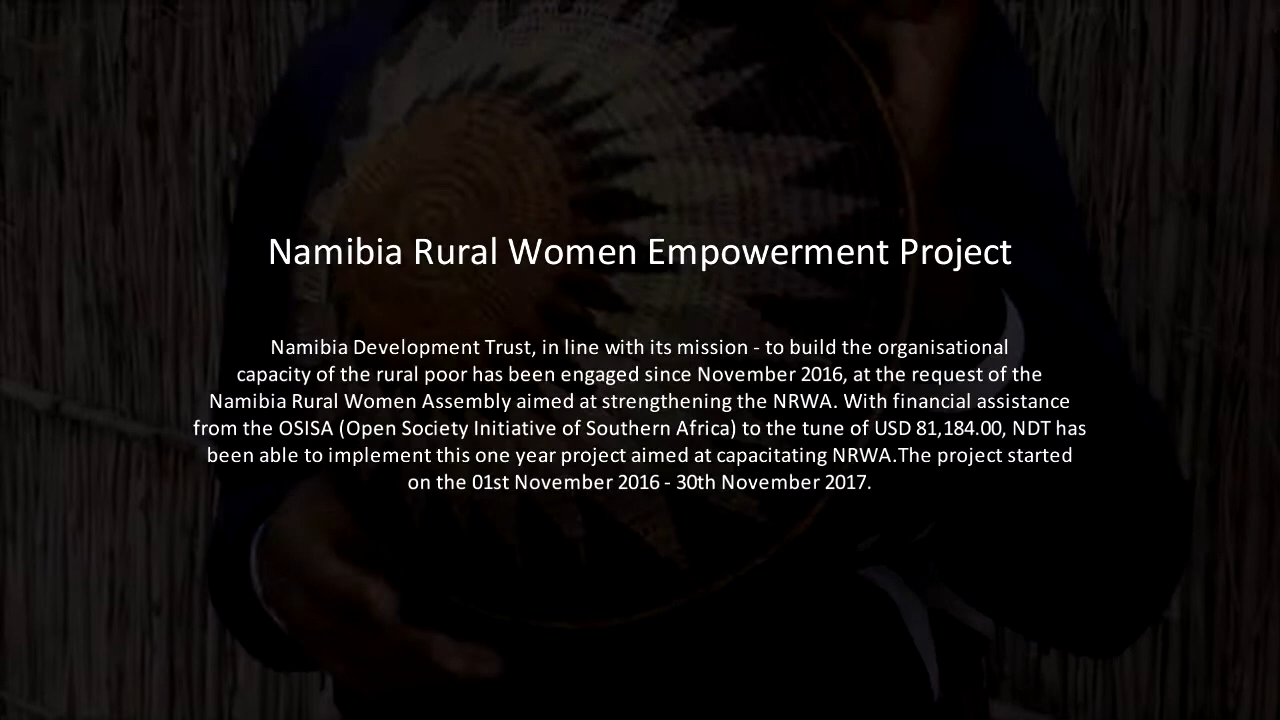 Namibia Rural Women Empowerment Project
Namibia Development Trust, in line with its mission - to build the organisational
capacity of the rural poor has been engaged since November 2016, at the request of the
Namibia Rural Women Assembly aimed at strengthening the NRWA. With financial assistance
from the OSISA (Open Society Initiative of Southern Africa) to the tune of USD 81,184.00, NDT has
been able to implement this one year project aimed at capacitating NRWA.The project started
on the 01st November 2016 - 30th November 2017.